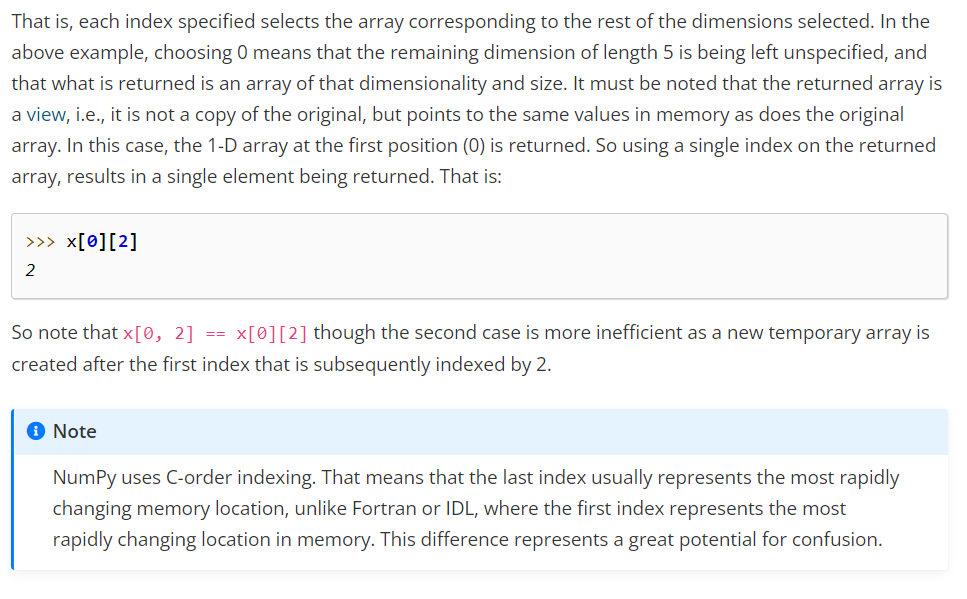 That is, each index specified selects the array corresponding to the rest of the dimensions selected. In the
above example, choosing 0 means that the remaining dimension of length 5 is being left unspecified, and
that what is returned is an array of that dimensionality and size. It must be noted that the returned array is
a view, i.e., it is not a copy of the original, but points to the same values in memory as does the original
array. In this case, the 1-D array at the first position (0) is returned. So using a single index on the returned
array, results in a single element being returned. That is:
>>> x[0][2]
2
So note that x[0, 2] == x[0][2] though the second case is more inefficient as a new temporary array is
created after the first index that is subsequently indexed by 2.
Note
NumPy uses C-order indexing. That means that the last index usually represents the most rapidly
changing memory location, unlike Fortran or IDL, where the first index represents the most
rapidly changing location in memory. This difference represents a great potential for confusion.